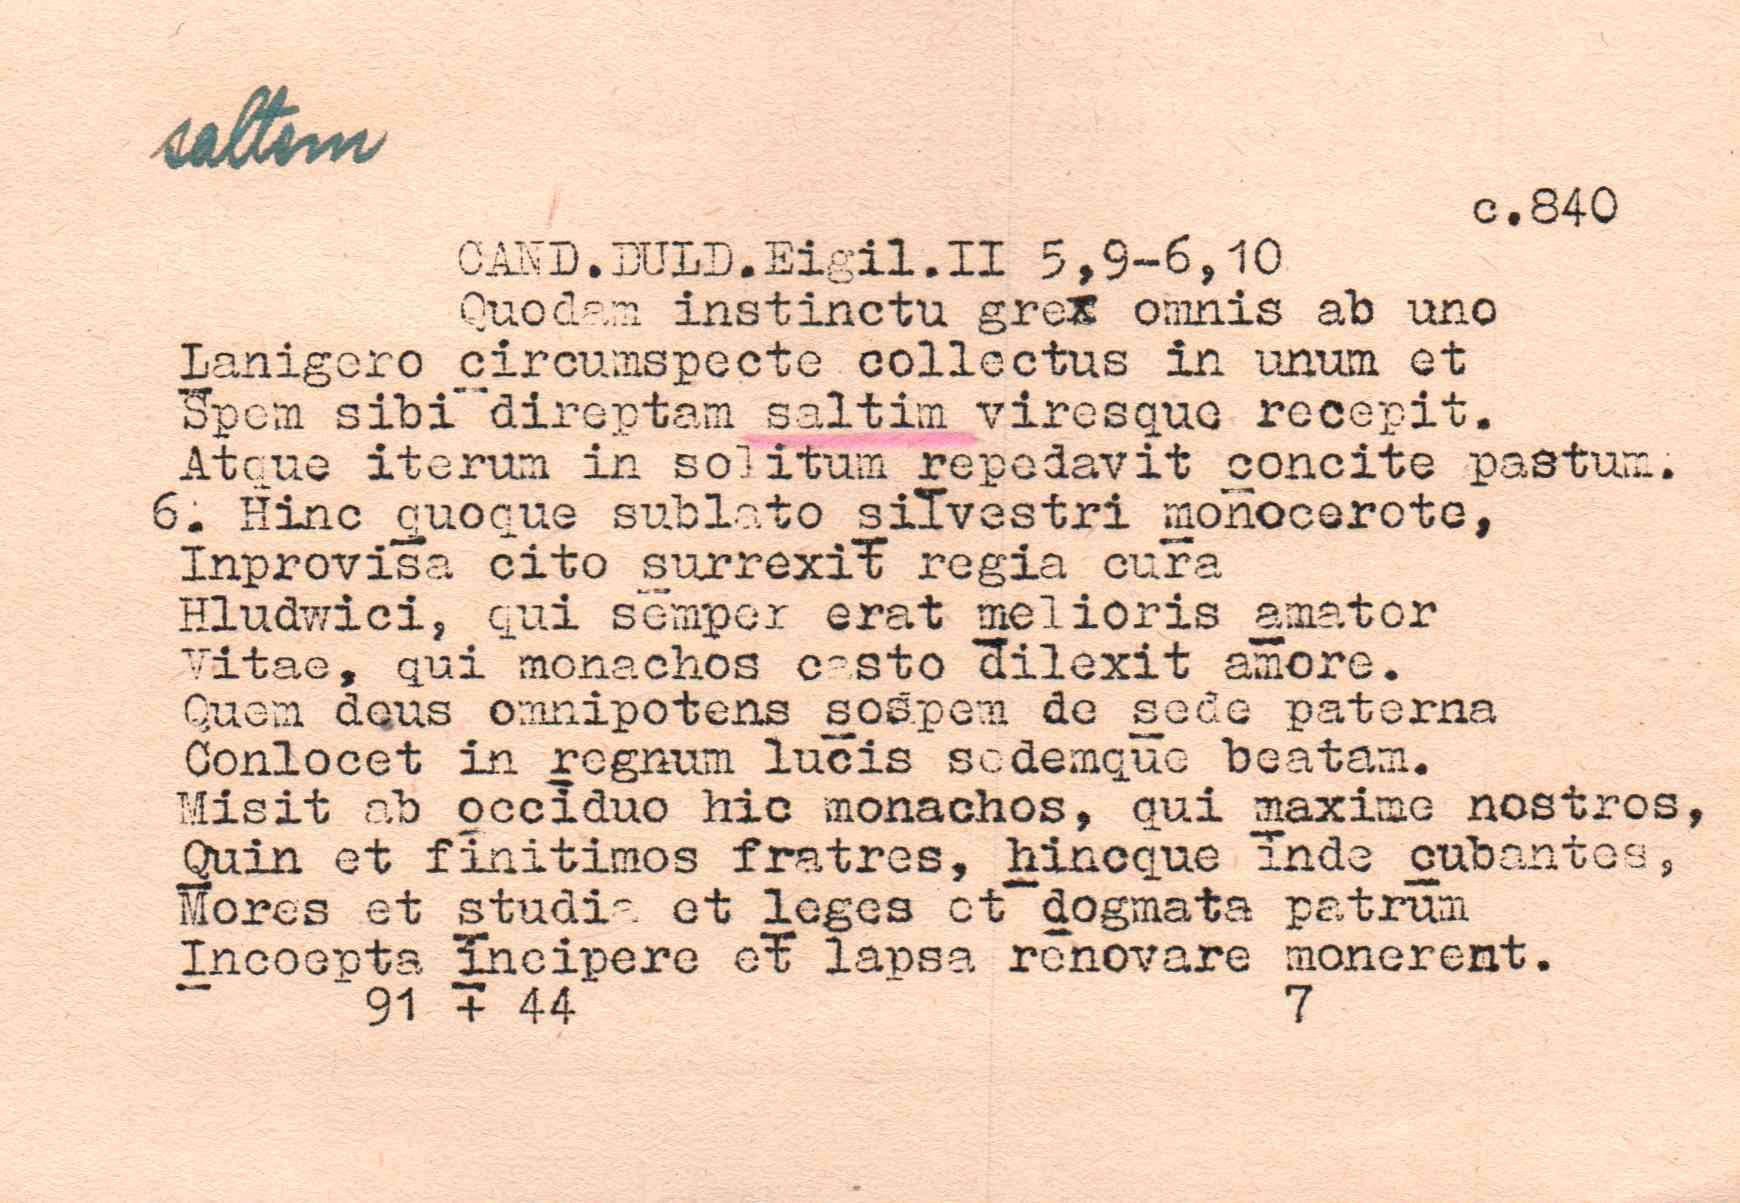 saltem
c.840
CAND.DULD.Eigil.II 5,9-6,10
Quodam instinctu grex omnis ab uno
Lanigero circumspecte collectus in unum et
Spem sibi direptam saltim viresque recepit.
Atque iterum in solitum repedavit concite pastum.
6. Hinc quoque sublato silvestri monocerote,
Inprovisa cito surrexit regia cura
Hludwici, qui semper erat melioris amator
Vitae, qui monachos casto dilexit amore.
Quem deus omnipotens sospem de sede paterna
Conlocet in regnum lucis sedemque beatam.
Misit ab occiduo hic monachos, qui maxime nostros,
Quin et finitimos fratres, hincque inde cubantes,
Mores et studia et leges et dogmata patrum
Incoepta incipere et lapsa renovare monerent.
91 + 44 7